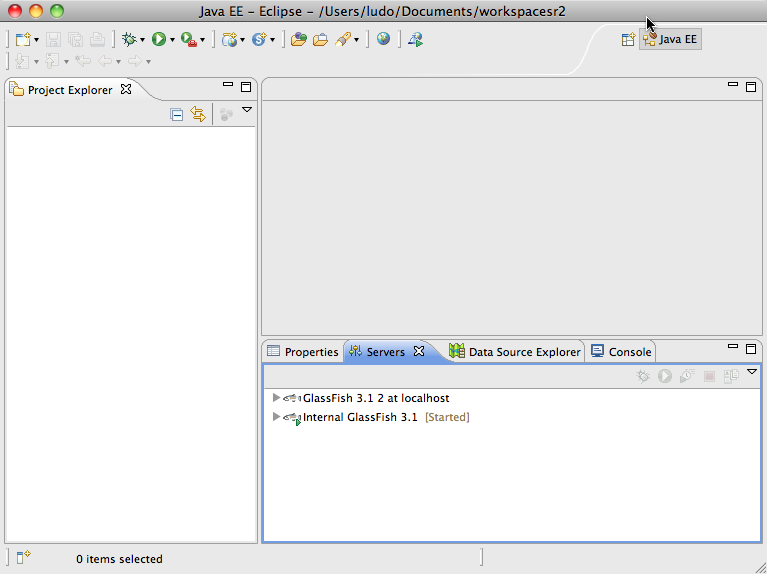 Java EE – Eclipse – /Users/ludo/Documents/workspacesr2
Java EE
Project Explorer
Properties
Servers
Data Source Explorer
Console
GlassFish 3.1 2 at localhost
Internal GlassFish 3.1 [Started]
0 items selected